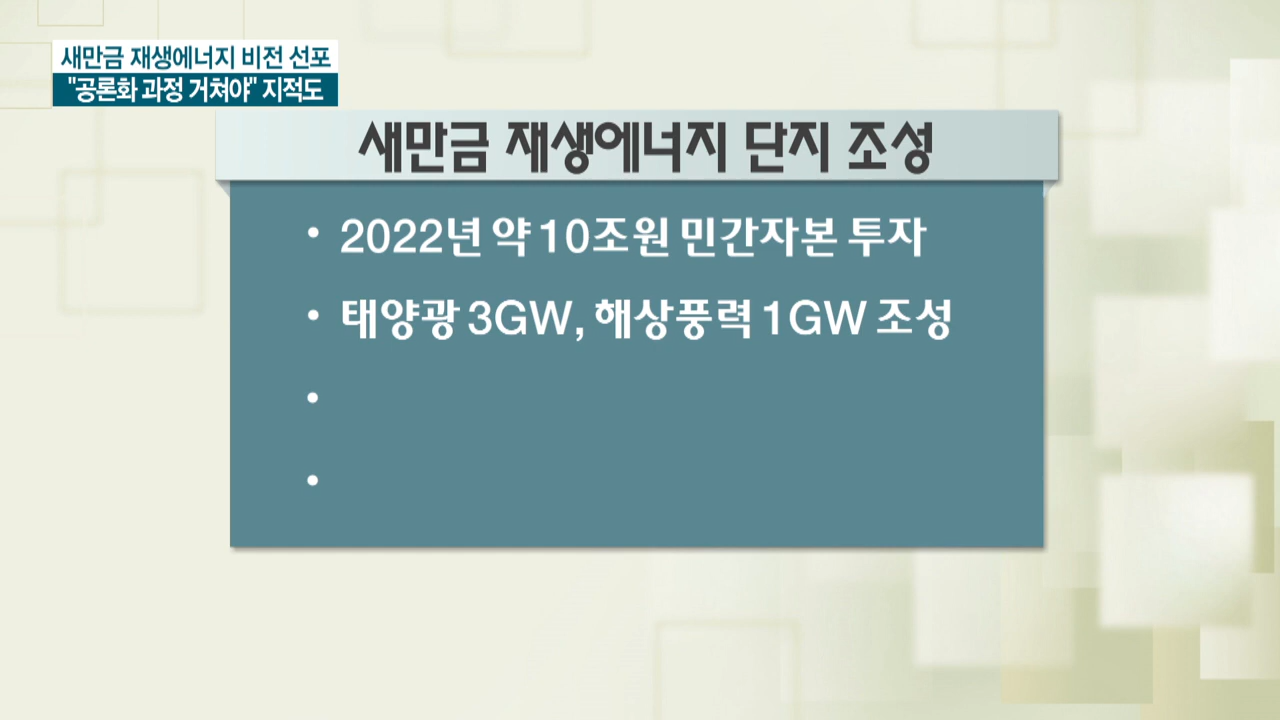 새만금 재생에너지 비전 선포
"공론화 과정 거쳐야" 지적도
새만금 재생에너지 단지 조성
• 2022년 약 10조원 민간자본 투자
• 태양광 3GW, 해상풍력 1GW 조성
•
•